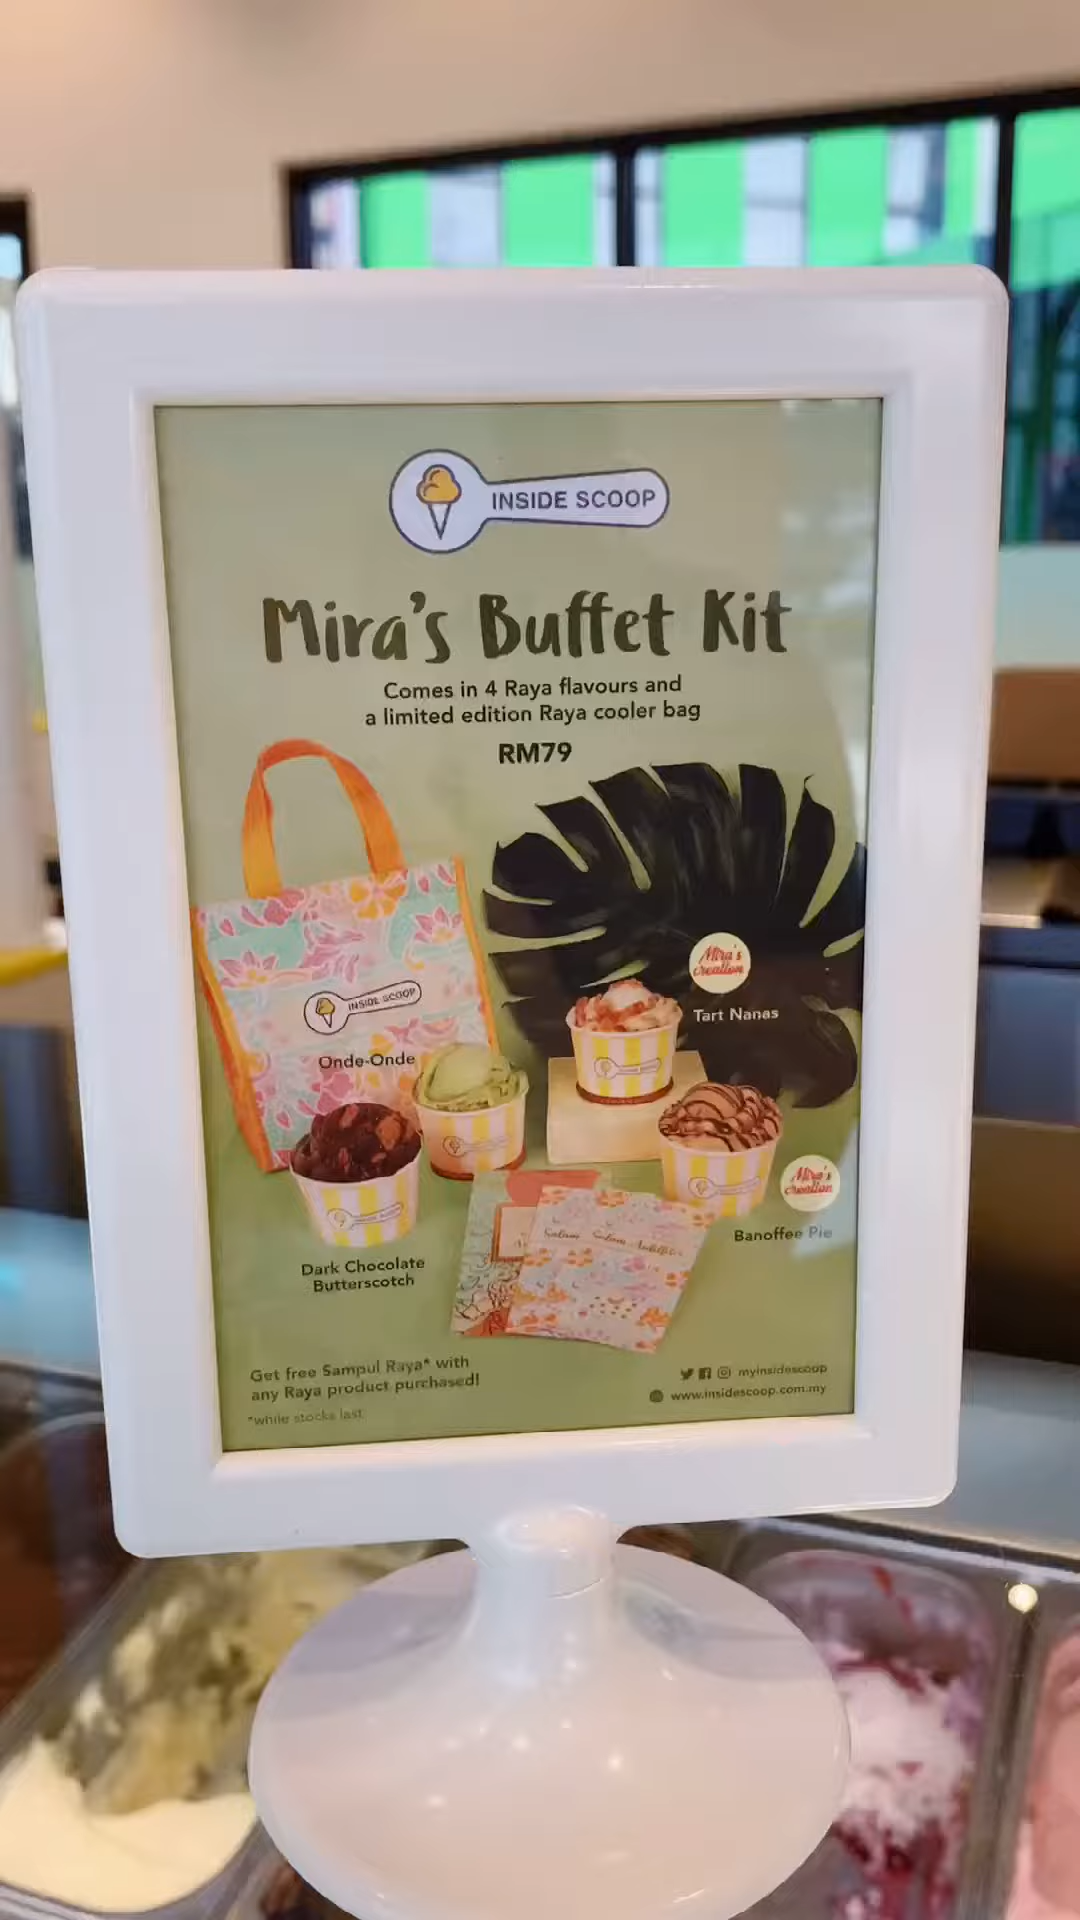 INSIDE SCOOP
Mira's Buffet Kit
Comes in 4 Raya flavours and
a limited edition Raya cooler bag
RM79
Mira's
creation
Tart Nanas
INSIDE SCOOP
Onde-Onde
Mira's
creation
Banoffee Pie
Dark Chocolate
Butterscotch
Get free Sampul Raya* with
any Raya product purchased!
*while stocks last
myinsidescoop
www.insidescoop.com.my